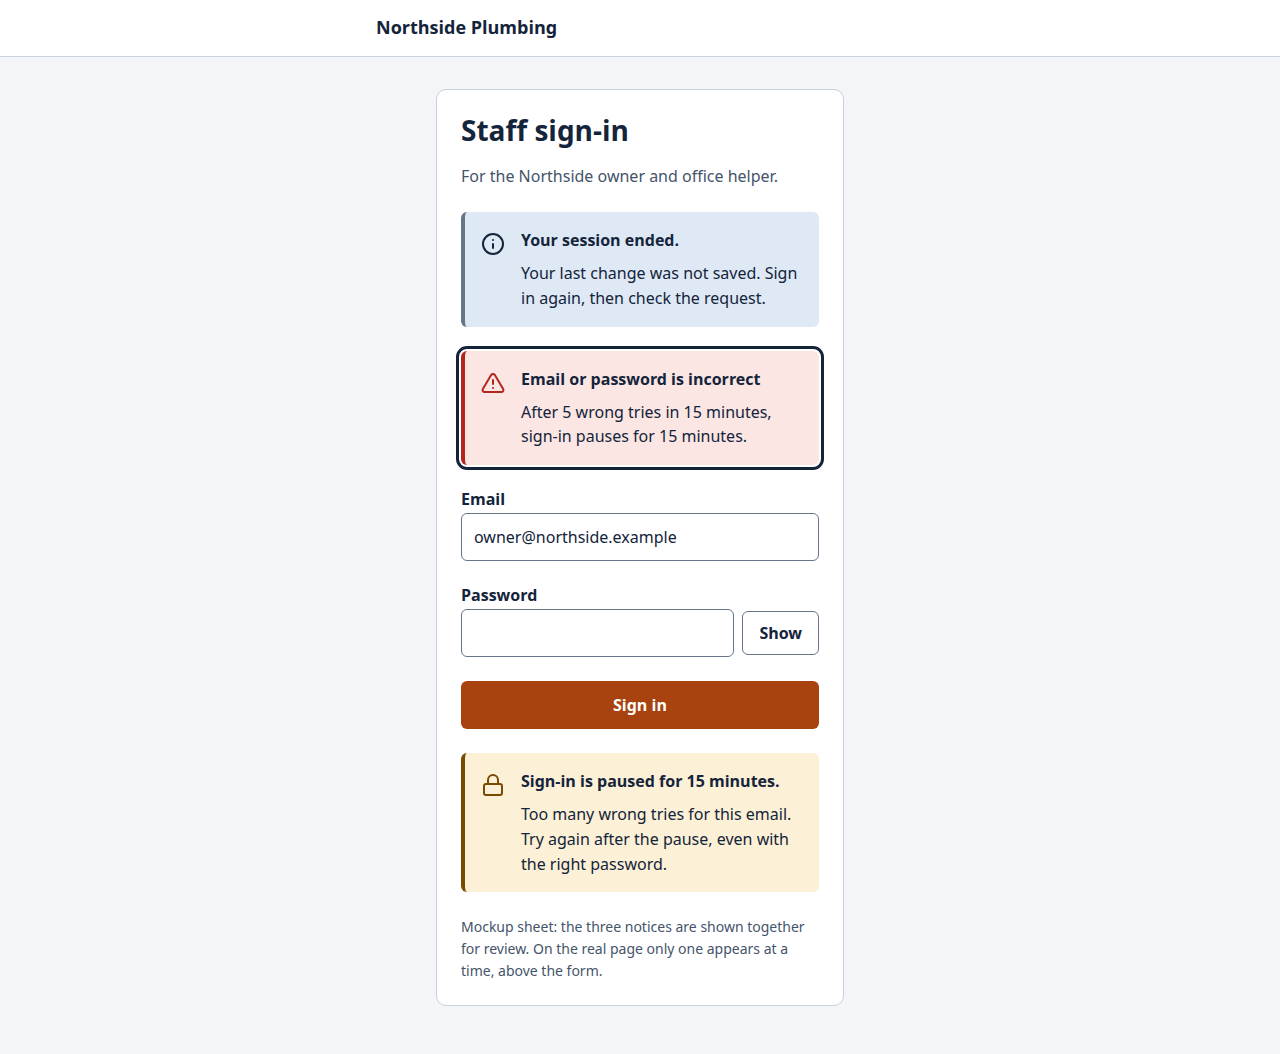 Northside Plumbing
Staff sign-in
For the Northside owner and office helper.
Your session ended.
Your last change was not saved. Sign
in again, then check the request.
Email or password is incorrect
After 5 wrong tries in 15 minutes,
sign-in pauses for 15 minutes.
Email
owner@northside.example
Password
Show
Sign in
Sign-in is paused for 15 minutes.
Too many wrong tries for this email.
Try again after the pause, even with
the right password.
Mockup sheet: the three notices are shown together
for review. On the real page only one appears at a
time, above the form.